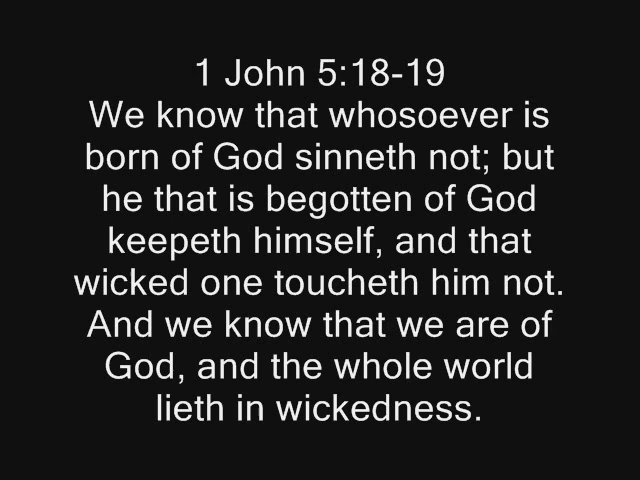 1 John 5:18-19
We know that whosoever is
born of God sinneth not; but
he that is begotten of God
keepeth himself, and that
wicked one toucheth him not.
And we know that we are of
God, and the whole world
lieth in wickedness.